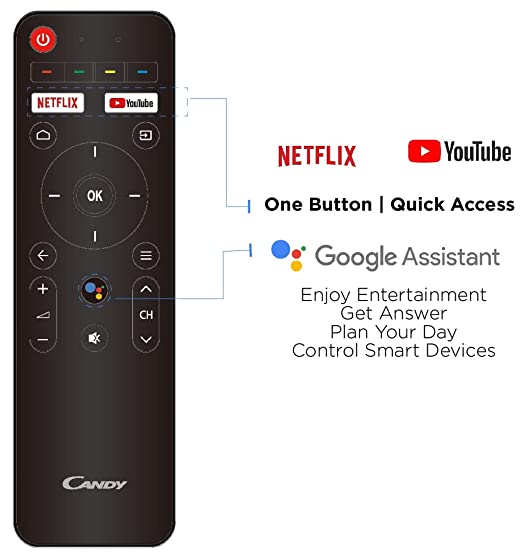 NETFLIX
YouTube
OK
CH
CANDY
NETFLIX
YouTube
One Button | Quick Access
Google Assistant
Enjoy Entertainment
Get Answer
Plan Your Day
Control Smart Devices